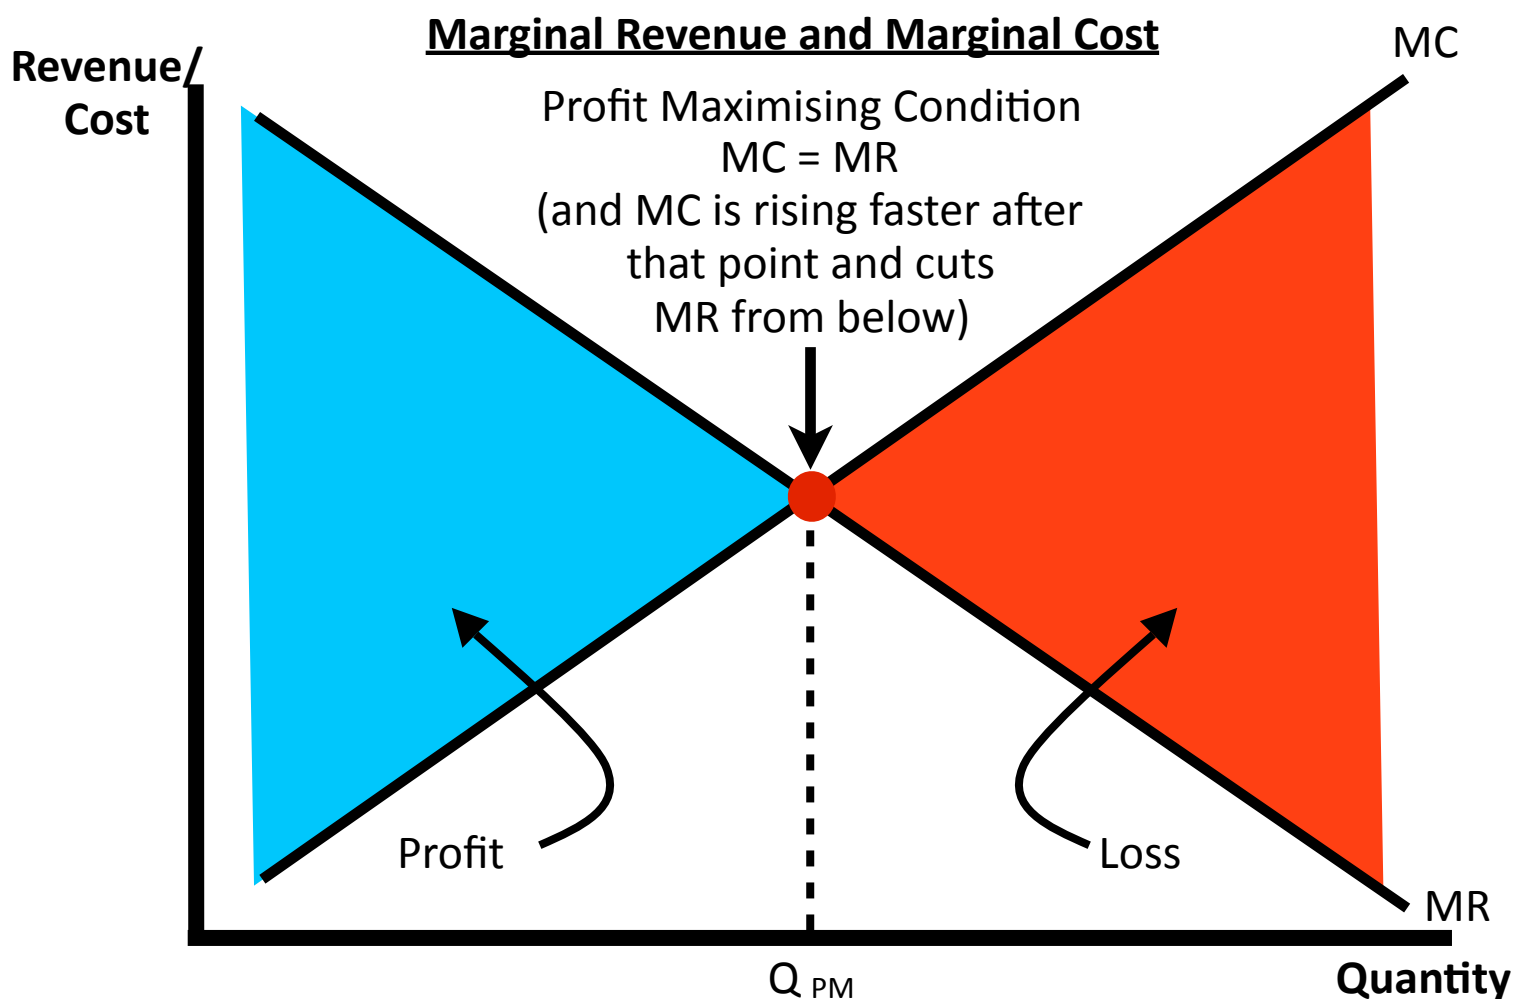 Marginal Revenue and Marginal Cost
MC
Revenue/
Cost
Profit Maximising Condition
MC = MR
(and MC is rising faster after
that point and cuts
MR from below)
Profit
Loss
MR
Q PM
Quantity